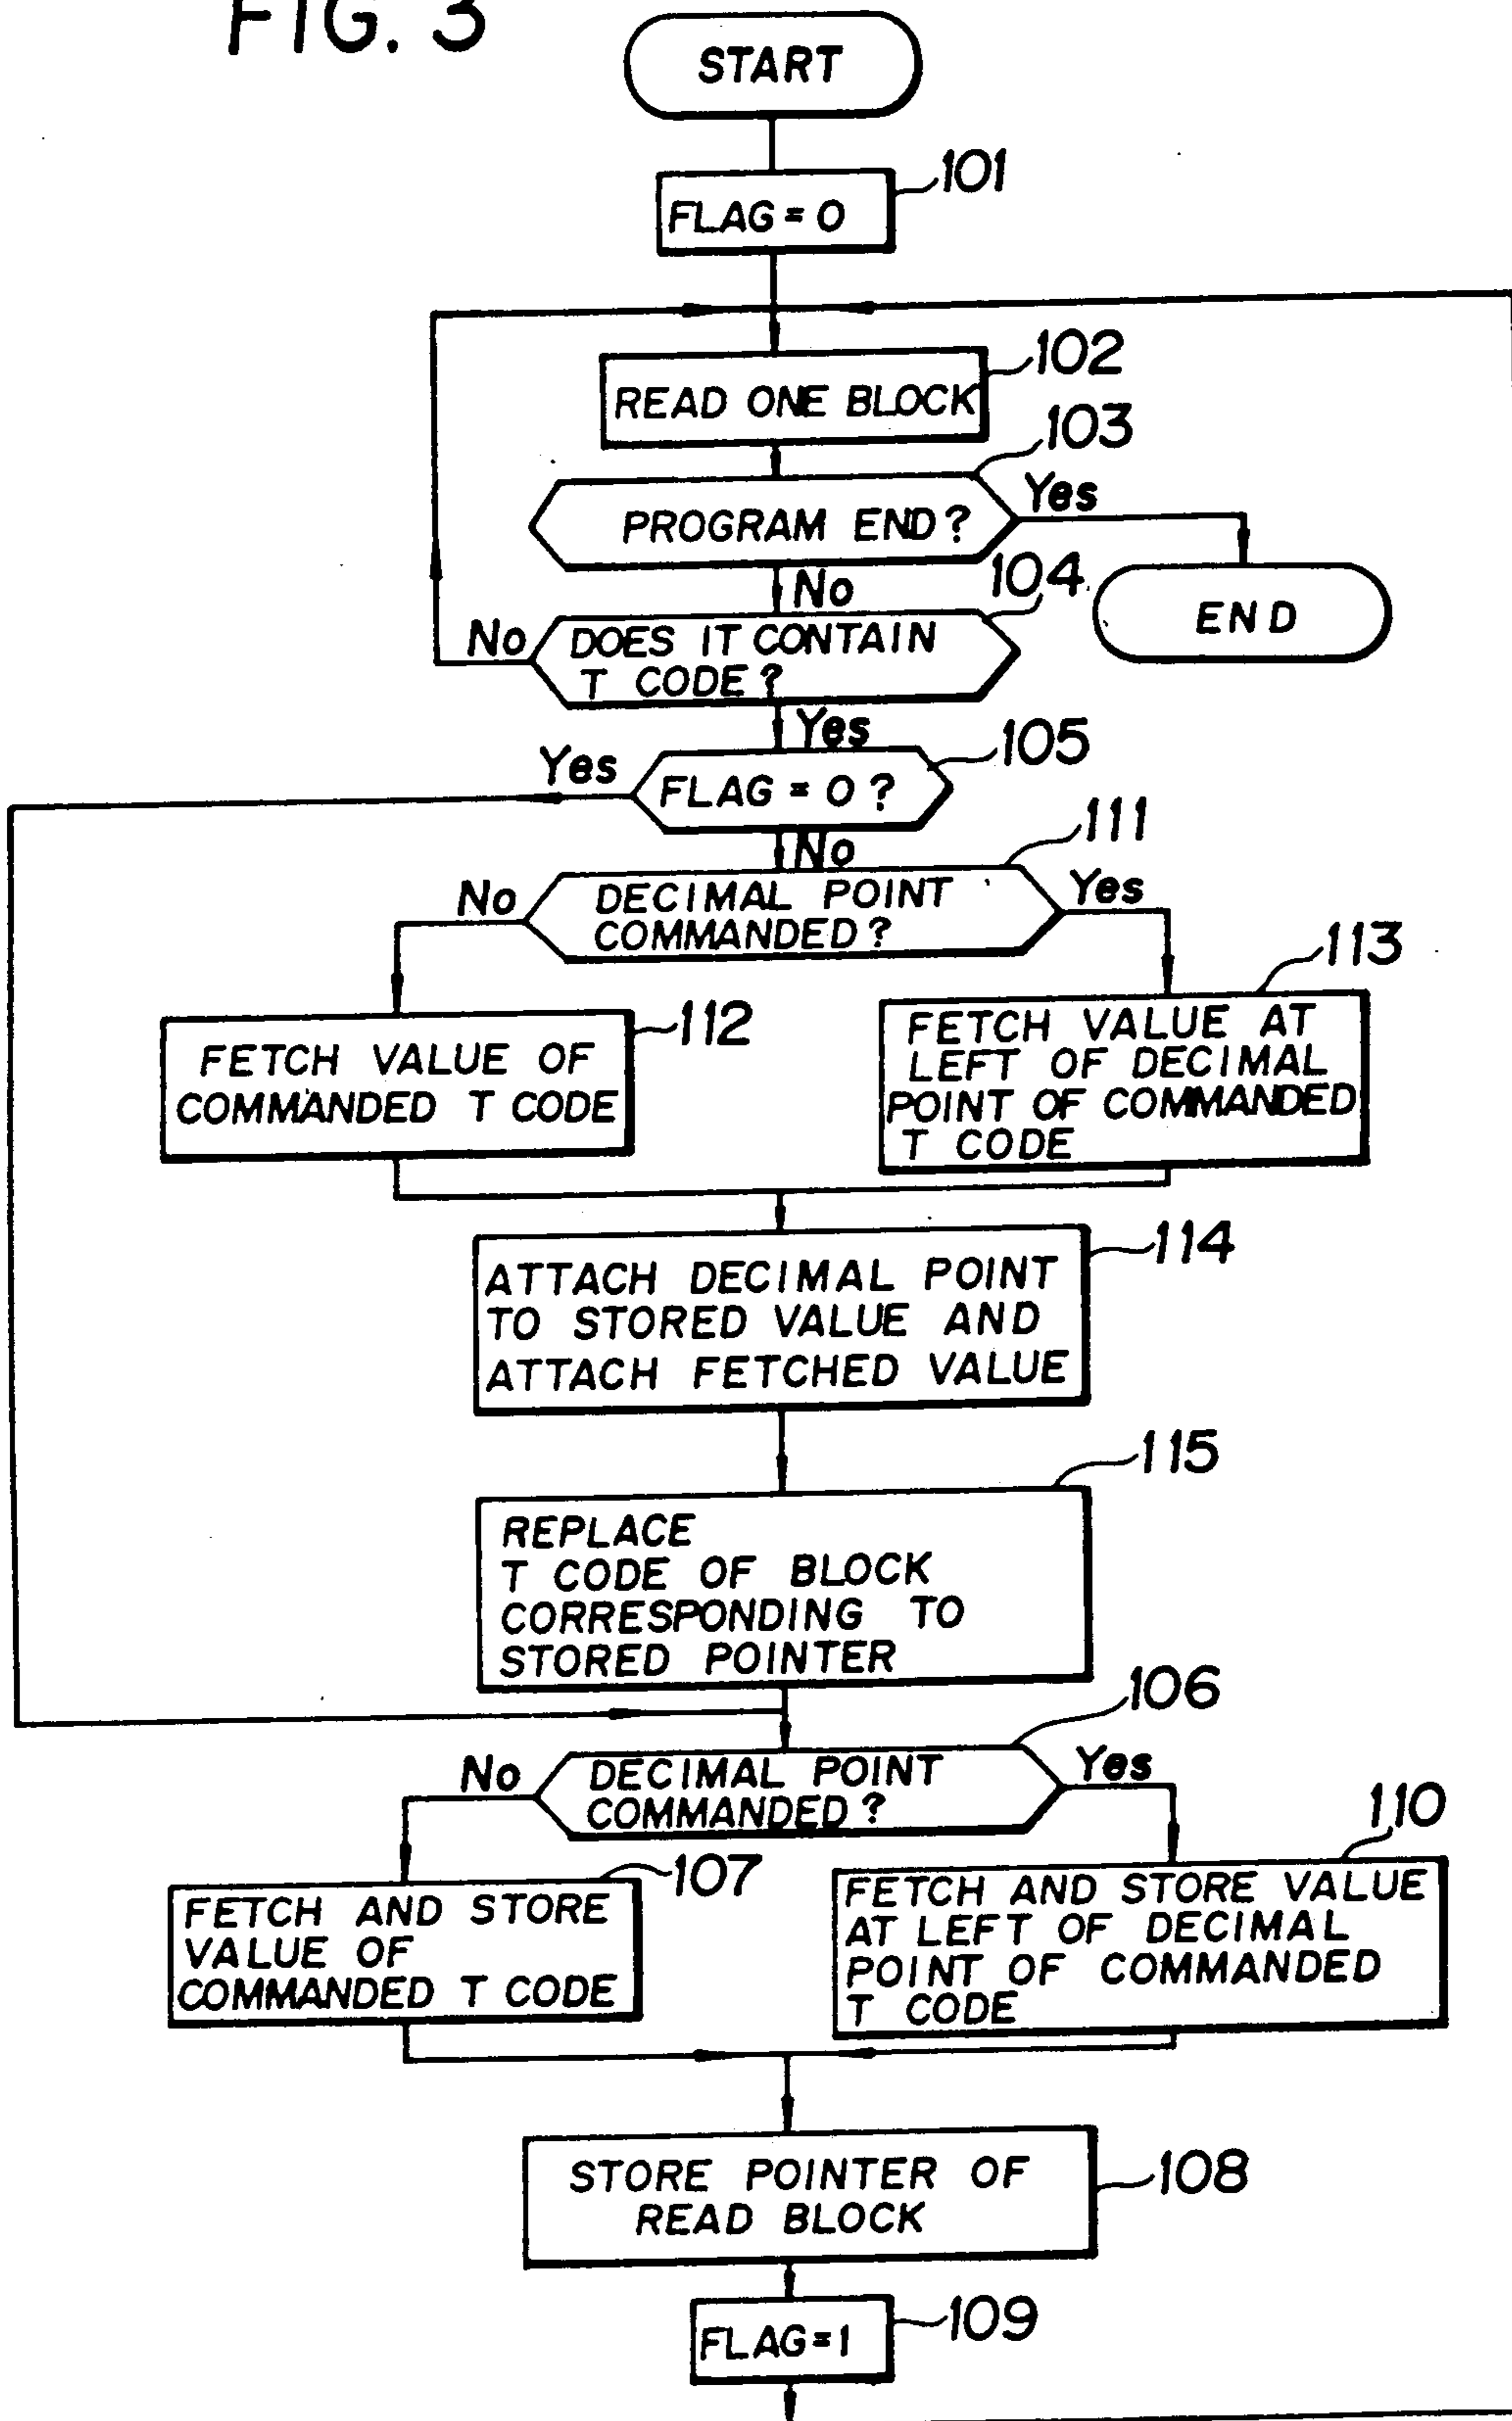 FIG. 3
START
101
FLAG = 0
102
READ ONE BLOCK
103
PROGRAM END?
Yes
No
104
END
No
DOES IT CONTAIN
T CODE?
Yes
105
Yes
FLAG = 0 ?
No
111
No
DECIMAL POINT
COMMANDED?
Yes
113
112
FETCH VALUE OF
COMMANDED T CODE
FETCH VALUE AT
LEFT OF DECIMAL
POINT OF COMMANDED
T CODE
114
ATTACH DECIMAL POINT
TO STORED VALUE AND
ATTACH FETCHED VALUE
115
REPLACE
T CODE OF BLOCK
CORRESPONDING TO
STORED POINTER
106
No
DECIMAL POINT
COMMANDED?
Yes
110
107
FETCH AND STORE
VALUE OF
COMMANDED T CODE
FETCH AND STORE VALUE
AT LEFT OF DECIMAL
POINT OF COMMANDED
T CODE
108
STORE POINTER OF
READ BLOCK
109
FLAG=1